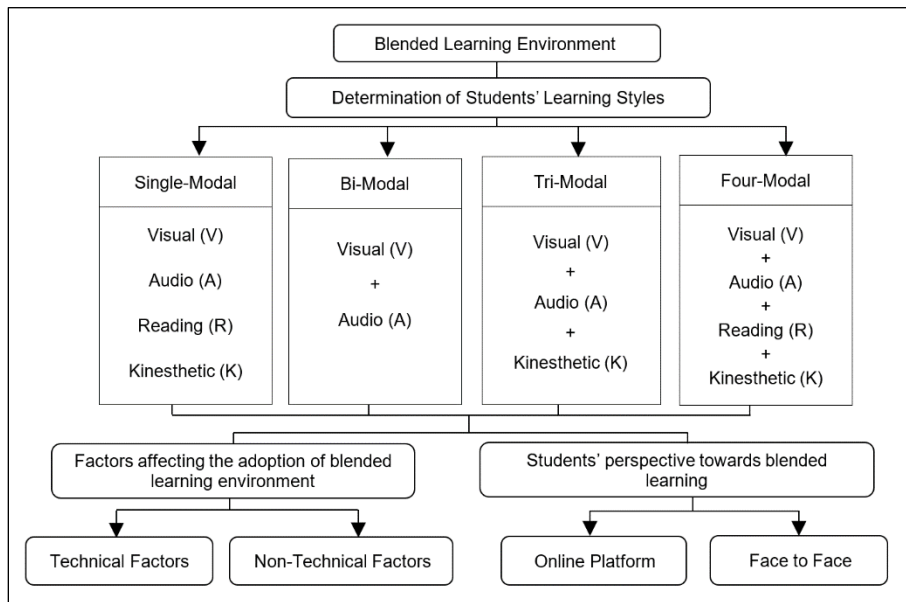 Blended Learning Environment
Determination of Students' Learning Styles
Single-Modal
Visual (V)
Audio (A)
Reading (R)
Kinesthetic (K)
Bi-Modal
Visual (V)
+
Audio (A)
Tri-Modal
Visual (V)
+
Audio (A)
+
Kinesthetic (K)
Four-Modal
Visual (V)
+
Audio (A)
+
Reading (R)
+
Kinesthetic (K)
Factors affecting the adoption of blended
learning environment
Students' perspective towards blended
learning
Technical Factors
Non-Technical Factors
Online Platform
Face to Face